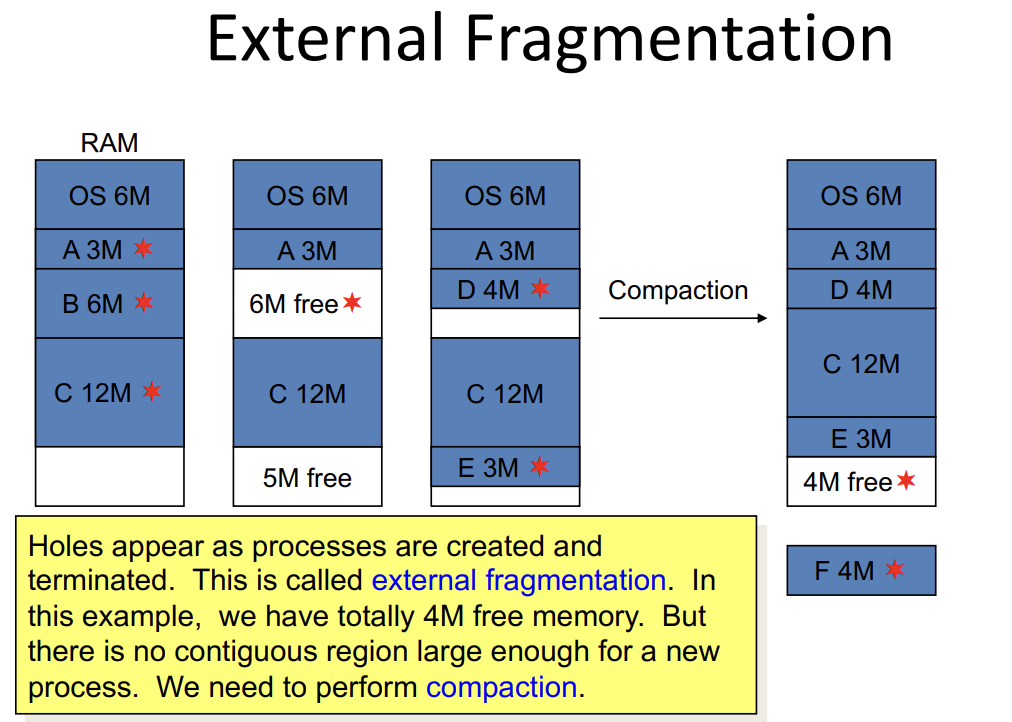 External Fragmentation
RAM
OS 6M
A 3M
B 6M
C 12M
OS 6M
A 3M
6M free
C 12M
5M free
OS 6M
A 3M
D 4M
C 12M
E 3M
Compaction
OS 6M
A 3M
D 4M
C 12M
E 3M
4M free
F 4M
Holes appear as processes are created and
terminated. This is called external fragmentation. In
this example, we have totally 4M free memory. But
there is no contiguous region large enough for a new
process. We need to perform compaction.